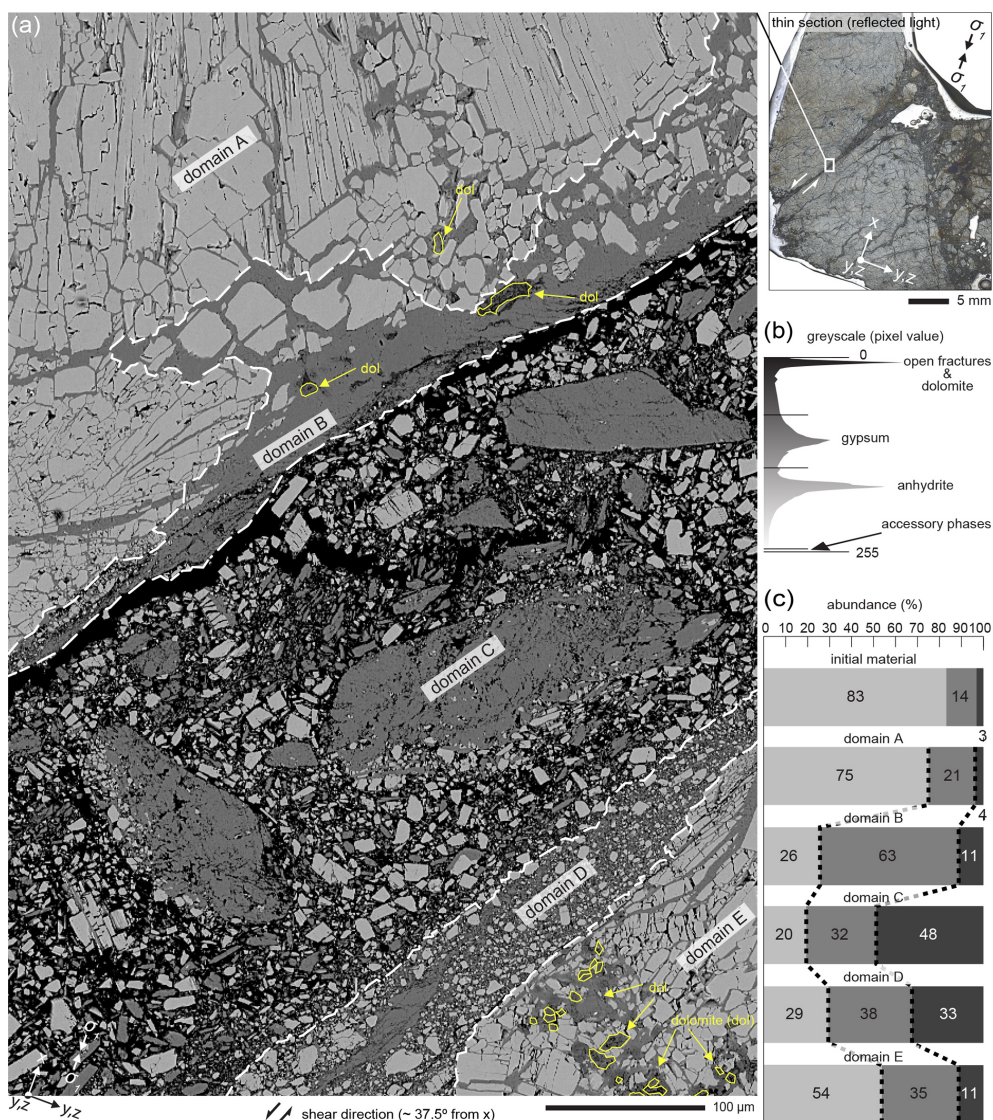 (a)
domain A
dol
dol
dol
domain B
domain C
domain D
domain E
dol
dolomite (dol)
x
σ1
y,z
y,z
shear direction (~ 37.5º from x)
100 µm
thin section (reflected light)
σ1
σ1
x
y,z
y,z
5 mm
(b)
greyscale (pixel value)
0
open fractures
&
dolomite
gypsum
anhydrite
accessory phases
255
(c)
abundance (%)
0 10 20 30 40 50 60 70 80 90 100
initial material
83 14
3
domain A
75 21
4
domain B
26 63 11
domain C
20 32 48
domain D
29 38 33
domain E
54 35 11